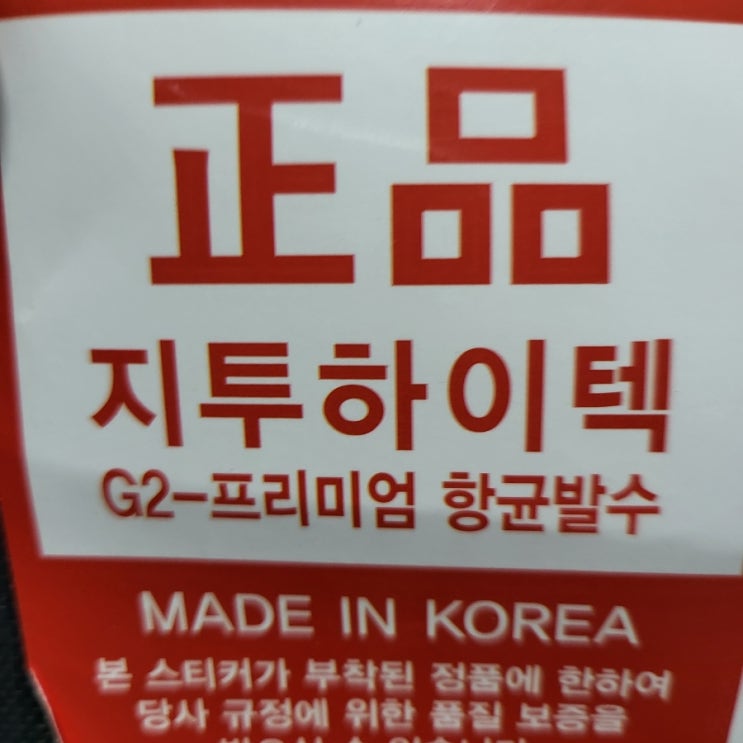 正品
지투하이텍
G2-프리미엄 항균발수
MADE IN KOREA
본 스티커가 부착된 정품에 한하여
당사 규정에 위한 품질 보증을